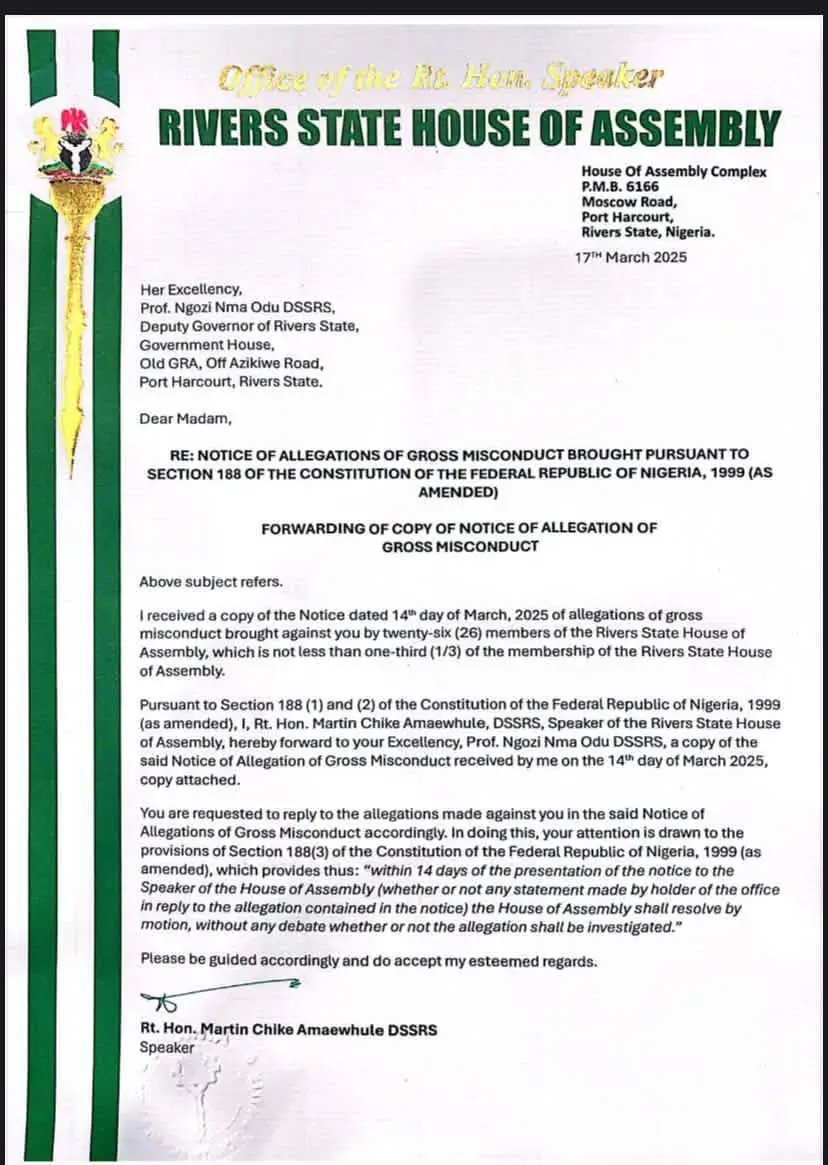 Office of the Rt. Hon. Speaker
RIVERS STATE HOUSE OF ASSEMBLY
House Of Assembly Complex
P.M.B. 6166
Moscow Road,
Port Harcourt,
Rivers State, Nigeria.
17TH March 2025
Her Excellency,
Prof. Ngozi Nma Odu DSSRS,
Deputy Governor of Rivers State,
Government House,
Old GRA, Off Azikiwe Road,
Port Harcourt, Rivers State.
Dear Madam,
RE: NOTICE OF ALLEGATIONS OF GROSS MISCONDUCT BROUGHT PURSUANT TO
SECTION 188 OF THE CONSTITUTION OF THE FEDERAL REPUBLIC OF NIGERIA, 1999 (AS
AMENDED)
FORWARDING OF COPY OF NOTICE OF ALLEGATION OF
GROSS MISCONDUCT
Above subject refers.
I received a copy of the Notice dated 14th day of March, 2025 of allegations of gross
misconduct brought against you by twenty-six (26) members of the Rivers State House of
Assembly, which is not less than one-third (1/3) of the membership of the Rivers State House
of Assembly.
Pursuant to Section 188 (1) and (2) of the Constitution of the Federal Republic of Nigeria, 1999
(as amended), I, Rt. Hon. Martin Chike Amaewhule, DSSRS, Speaker of the Rivers State House
of Assembly, hereby forward to your Excellency, Prof. Ngozi Nma Odu DSSRS, a copy of the
said Notice of Allegation of Gross Misconduct received by me on the 14th day of March 2025,
copy attached.
You are requested to reply to the allegations made against you in the said Notice of
Allegations of Gross Misconduct accordingly. In doing this, your attention is drawn to the
provisions of Section 188(3) of the Constitution of the Federal Republic of Nigeria, 1999 (as
amended), which provides thus: "within 14 days of the presentation of the notice to the
Speaker of the House of Assembly (whether or not any statement made by holder of the office
in reply to the allegation contained in the notice) the House of Assembly shall resolve by
motion, without any debate whether or not the allegation shall be investigated."
Please be guided accordingly and do accept my esteemed regards.
Rt. Hon. Martin Chike Amaewhule DSSRS
Speaker